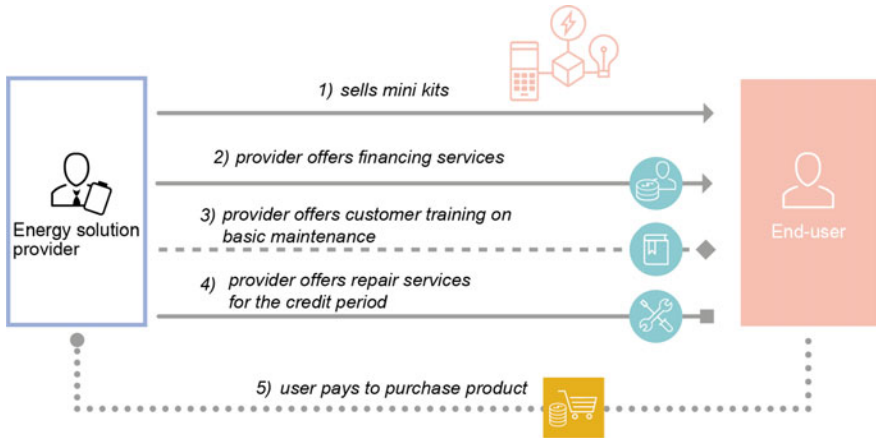 1) sells mini kits
2) provider offers financing services
3) provider offers customer training on
basic maintenance
4) provider offers repair services
for the credit period
Energy solution
provider
End-user
5) user pays to purchase product